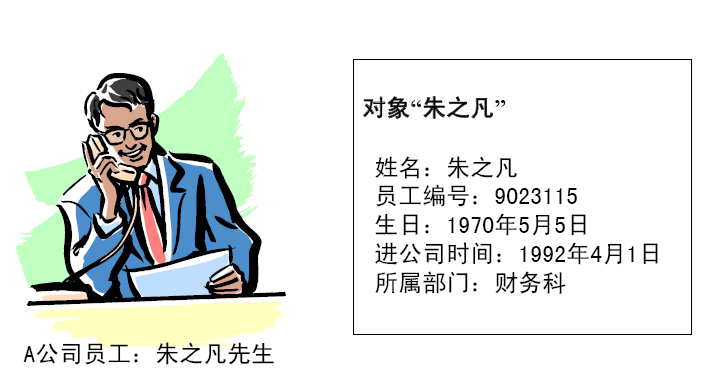 对象“朱之凡”
姓名：朱之凡
员工编号：9023115
生日：1970年5月5日
进公司时间：1992年4月1日
所属部门：财务科
A公司员工：朱之凡先生